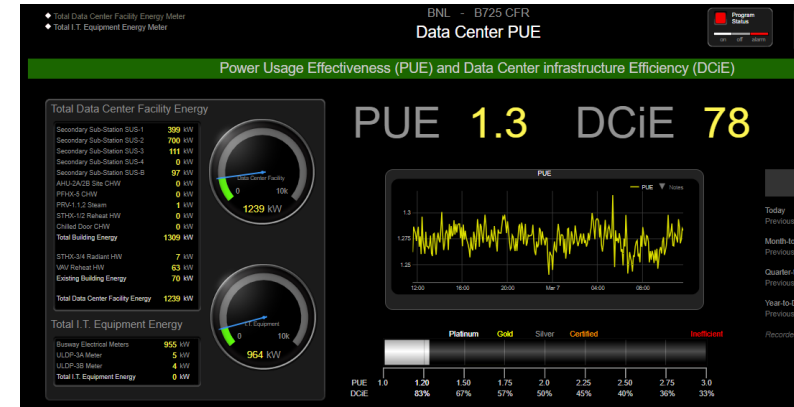 Total Data Center Facility Energy Meter
Total I.T. Equipment Energy Meter
BNL - B725 CFR
Data Center PUE
Program Status
on off alarm
Power Usage Effectiveness (PUE) and Data Center infrastructure Efficiency (DCiE)
Total Data Center Facility Energy
Secondary Sub-Station SUS-1 399 kW
Secondary Sub-Station SUS-2 700 kW
Secondary Sub-Station SUS-3 111 kW
Secondary Sub-Station SUS-4 0 kW
Secondary Sub-Station SUS-B 97 kW
AHU-2A/2B Site CHW 0 kW
PFHX-5 CHW 0 kW
PRV-1.1,2 Steam 1 kW
STHX-1/2 Reheat HW 0 kW
Chilled Door CHW 0 kW
Total Building Energy 1309 kW
STHX-3/4 Radiant HW 7 kW
VAV Reheat HW 63 kW
Existing Building Energy 70 kW
Total Data Center Facility Energy 1239 kW
Data Center Facility
0 10k
1239 kW
Total I.T. Equipment Energy
Busway Electrical Meters 955 kW
ULDP-3A Meter 5 kW
ULDP-3B Meter 4 kW
Total I.T. Equipment Energy 0 kW
I.T. Equipment
0 10k
964 kW
PUE 1.3 DCiE 78
PUE
PUE Notes
1.3
1.275
1.25
12:00 16:00 20:00 Mar 7 04:00 08:00
Platinum Gold Silver Certified Inefficient
PUE 1.0 1.20 1.50 1.75 2.0 2.25 2.50 2.75 3.0
DCiE 83% 67% 57% 50% 45% 40% 36% 33%
Today
Previous
Month-to
Previous
Quarter-
Previous
Year-to-D
Previous
Recorde